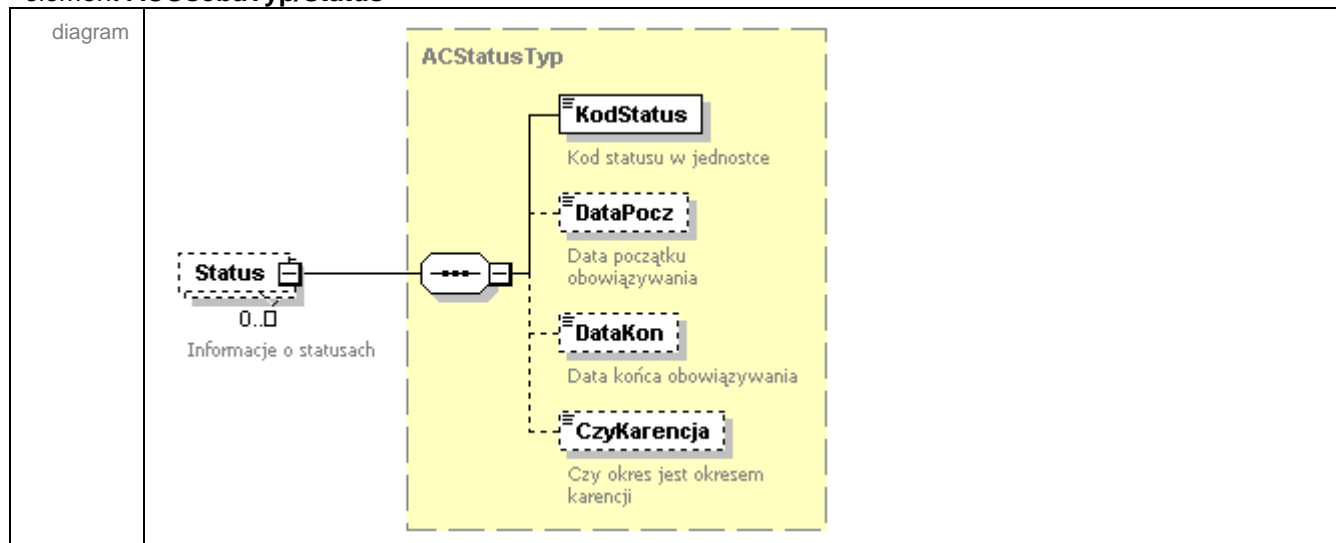 diagram
ACStatusTyp
KodStatus
Kod statusu w jednostce
DataPocz
Data początku
obowiązywania
Status
0..□
Informacje o statusach
DataKon
Data końca obowiązywania
CzyKarencja
Czy okres jest okresem
karencji